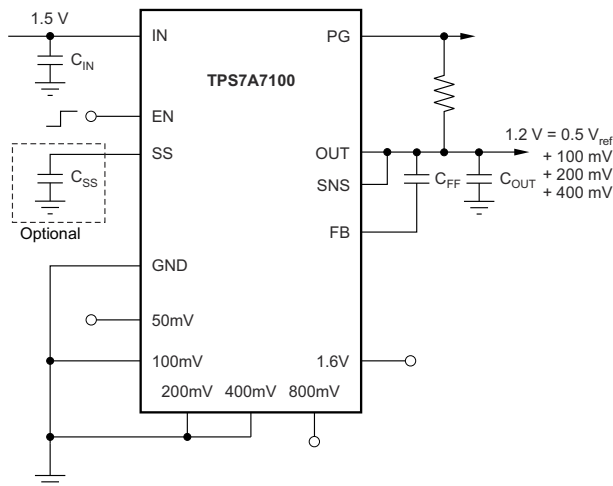 1.5 V
IN
PG
C_IN
TPS7A7100
EN
SS
OUT
1.2 V = 0.5 V_ref
+ 100 mV
+ 200 mV
+ 400 mV
C_SS
SNS
C_FF
C_OUT
Optional
FB
GND
50mV
100mV
1.6V
200mV 400mV 800mV